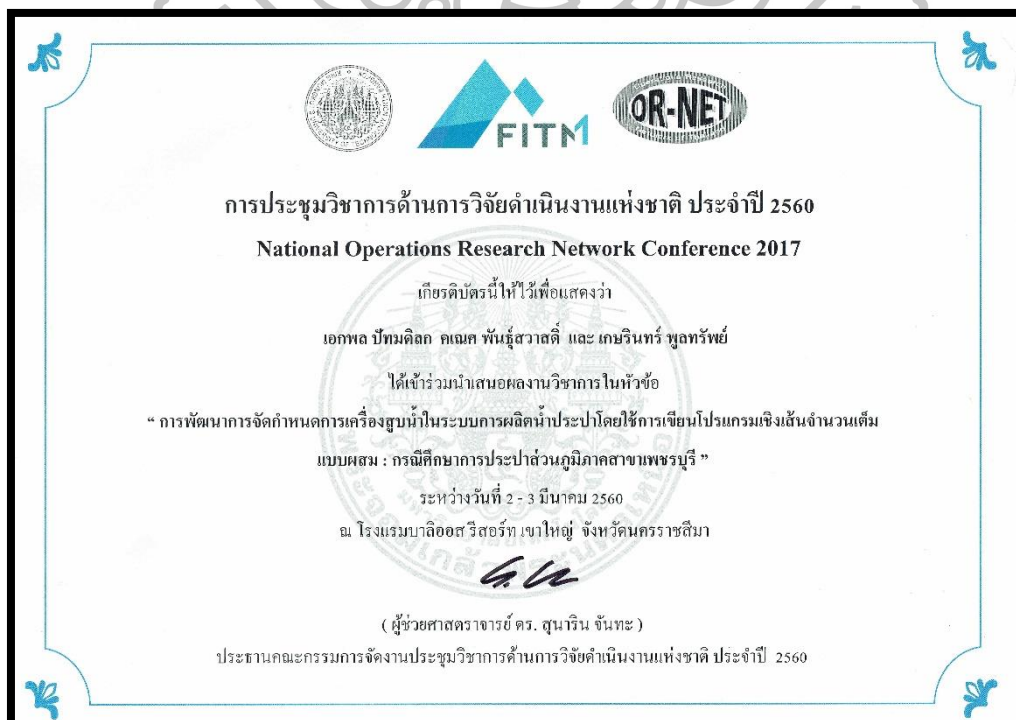 FITM
OR-NET
การประชุมวิชาการด้านการวิจัยดำเนินงานแห่งชาติ ประจำปี 2560
National Operations Research Network Conference 2017
เกียรติบัตรนี้ให้ไว้เพื่อแสดงว่า
เอกพล ปัทมดิลก คเณศ พันธุ์สวาสดิ์ และ เกษรินทร์ พูลทรัพย์
ได้เข้าร่วมนำเสนอผลงานวิชาการในหัวข้อ
“ การพัฒนาการจัดกำหนดการเครื่องสูบน้ำในระบบการผลิตน้ำประปาโดยใช้การเขียนโปรแกรมเชิงเส้นจำนวนเต็ม
แบบผสม : กรณีศึกษาการประปาส่วนภูมิภาคสาขาเพชรบุรี ”
ระหว่างวันที่ 2 - 3 มีนาคม 2560
ณ โรงแรมบาลิออส รีสอร์ท เขาใหญ่ จังหวัดนครราชสีมา
( ผู้ช่วยศาสตราจารย์ ดร. สุนาริน จันทะ )
ประธานคณะกรรมการจัดงานประชุมวิชาการด้านการวิจัยดำเนินงานแห่งชาติ ประจำปี 2560